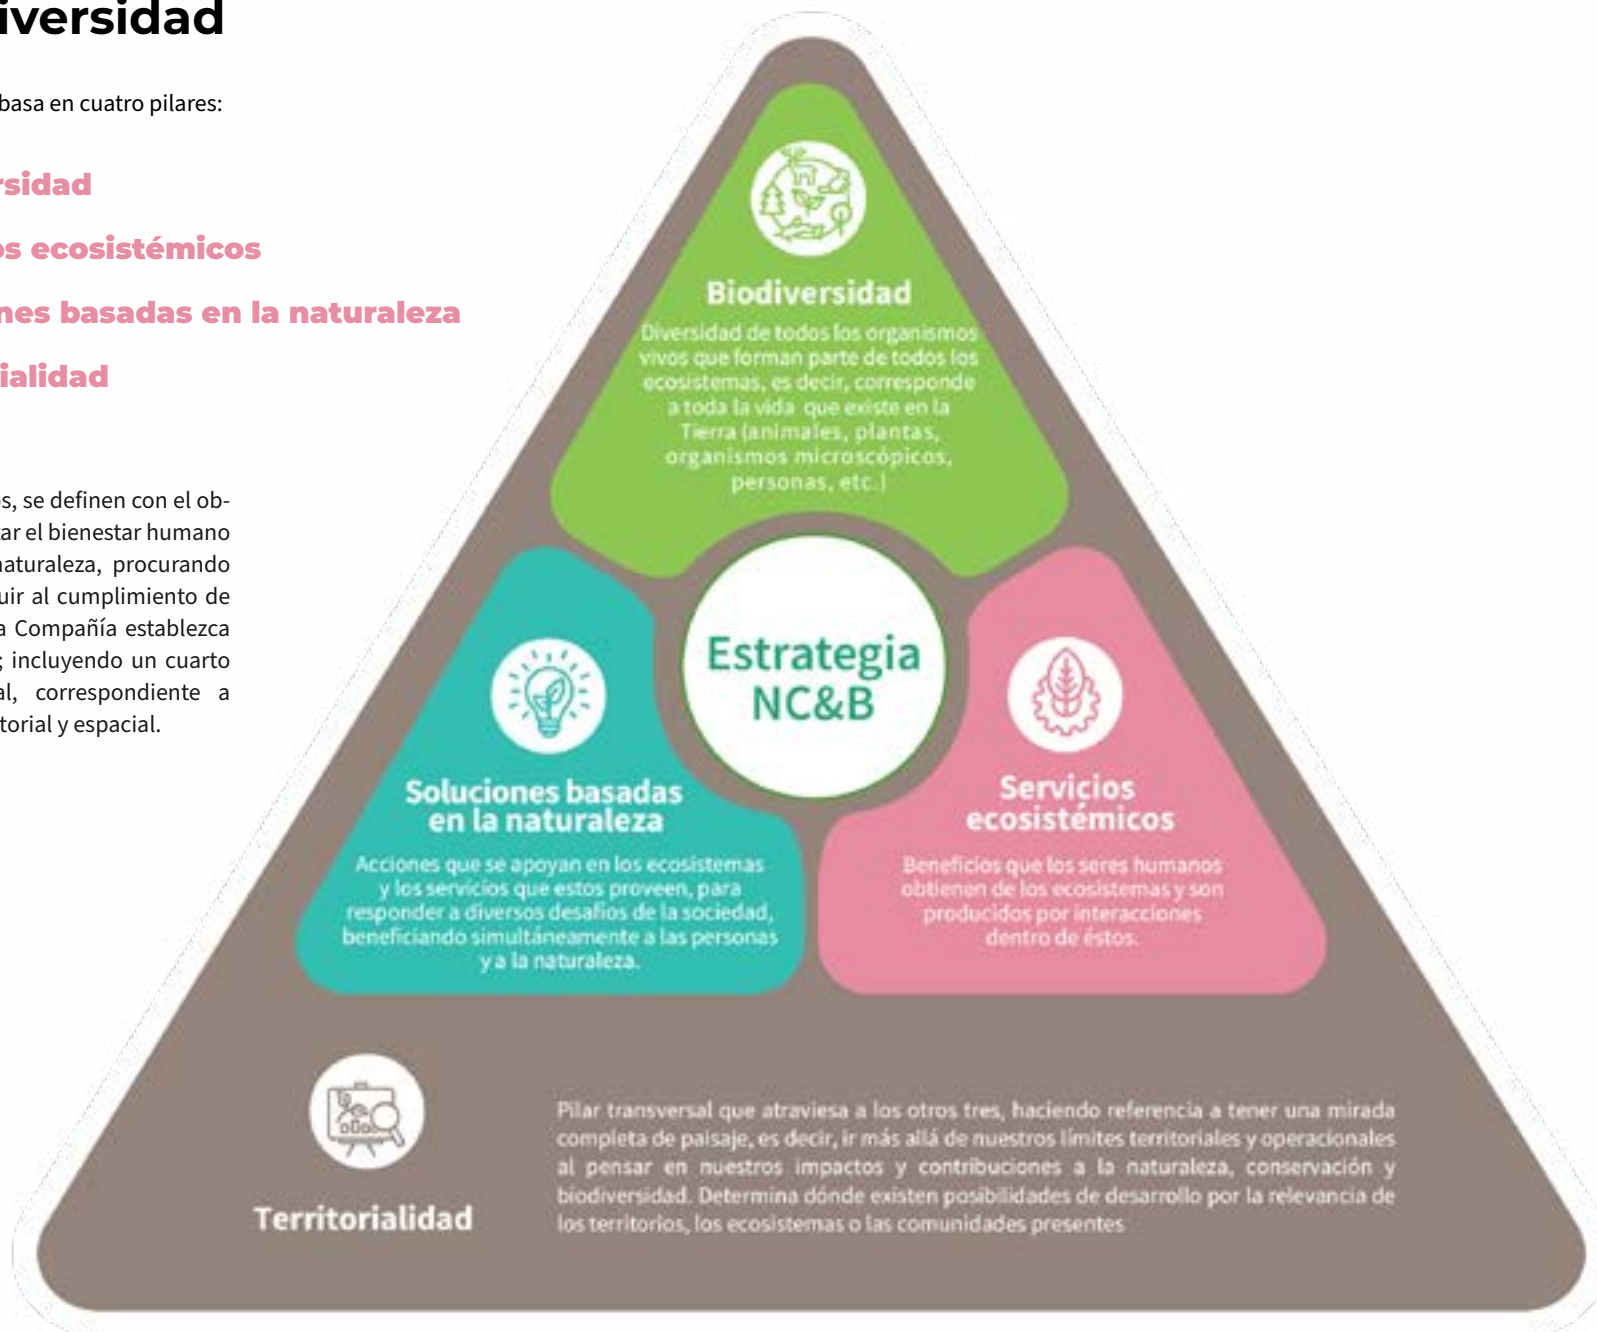 iversidad
basa en cuatro pilares:
rsidad
os ecosistémicos
nes basadas en la naturaleza
ialidad
os, se definen con el ob-
tar el bienestar humano
naturaleza, procurando
uir al cumplimiento de
a Compañía establezca
; incluyendo un cuarto
al, correspondiente a
torial y espacial.
Biodiversidad
Diversidad de todos los organismos
vivos que forman parte de todos los
ecosistemas, es decir, corresponde
a toda la vida que existe en la
Tierra (animales, plantas,
organismos microscópicos,
personas, etc.)
Estrategia
NC&B
Soluciones basadas
en la naturaleza
Acciones que se apoyan en los ecosistemas
y los servicios que estos proveen, para
responder a diversos desafíos de la sociedad,
beneficiando simultáneamente a las personas
y a la naturaleza.
Servicios
ecosistémicos
Beneficios que los seres humanos
obtienen de los ecosistemas y son
producidos por interacciones
dentro de éstos.
Territorialidad
Pilar transversal que atraviesa a los otros tres, haciendo referencia a tener una mirada
completa de paisaje, es decir, ir más allá de nuestros límites territoriales y operacionales
al pensar en nuestros impactos y contribuciones a la naturaleza, conservación y
biodiversidad. Determina dónde existen posibilidades de desarrollo por la relevancia de
los territorios, los ecosistemas o las comunidades presentes